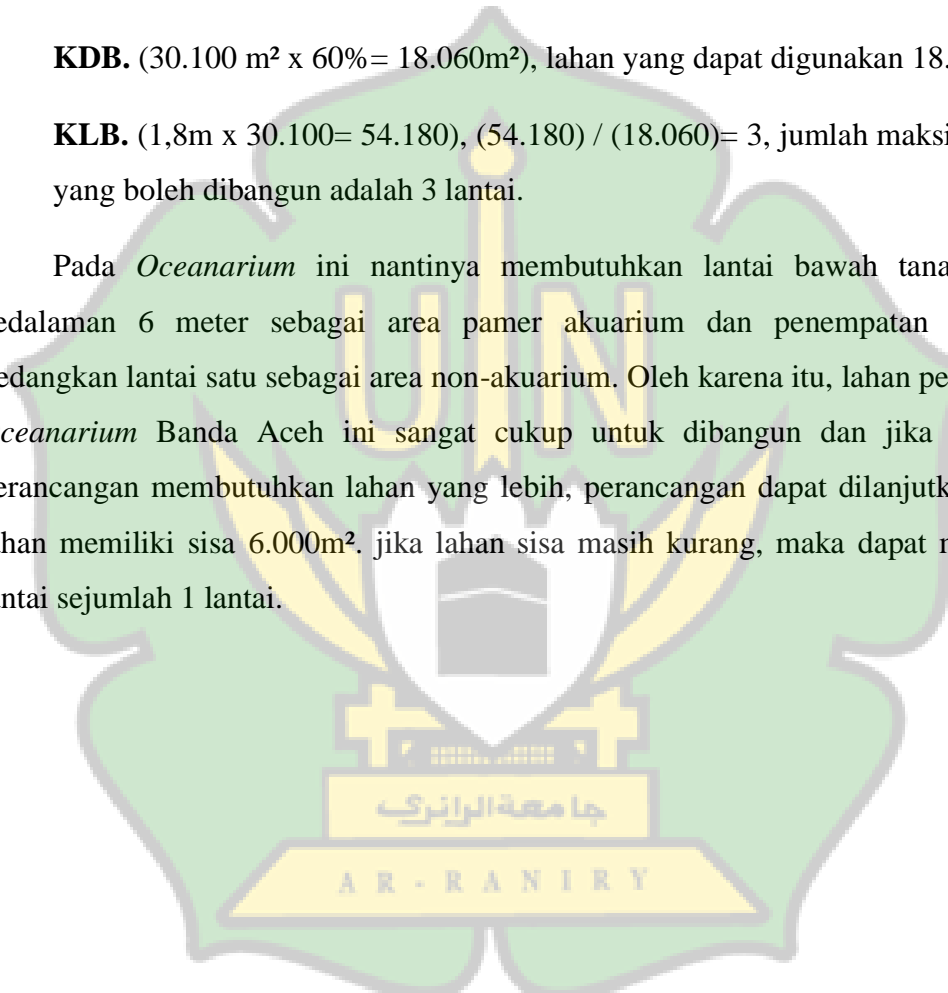 KDB. (30.100 m² x 60%= 18.060m²), lahan yang dapat digunakan 18.
KLB. (1,8m x 30.100= 54.180), (54.180) / (18.060)= 3, jumlah maksi
yang boleh dibangun adalah 3 lantai.
Pada Oceanarium ini nantinya membutuhkan lantai bawah tana
edalaman 6 meter sebagai area pamer akuarium dan penempatan
edangkan lantai satu sebagai area non-akuarium. Oleh karena itu, lahan pe
ceanarium Banda Aceh ini sangat cukup untuk dibangun dan jika
erancangan membutuhkan lahan yang lebih, perancangan dapat dilanjutk
ahan memiliki sisa 6.000m². jika lahan sisa masih kurang, maka dapat
antai sejumlah 1 lantai.
UIN
جامعة الرانري
AR-RANIRY